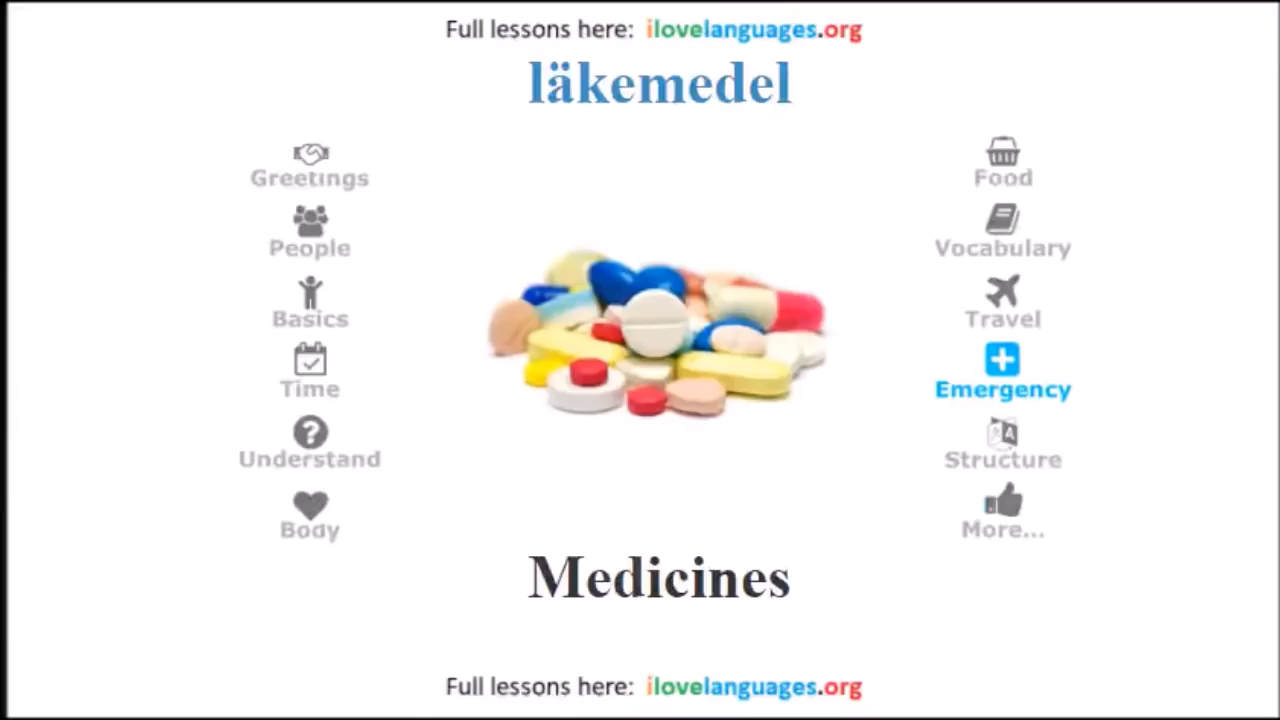 Full lessons here: ilovelanguages.org
läkemedel
Greetings
People
Basics
Time
Understand
Body
Food
Vocabulary
Travel
Emergency
Structure
More...
Medicines
Full lessons here: ilovelanguages.org